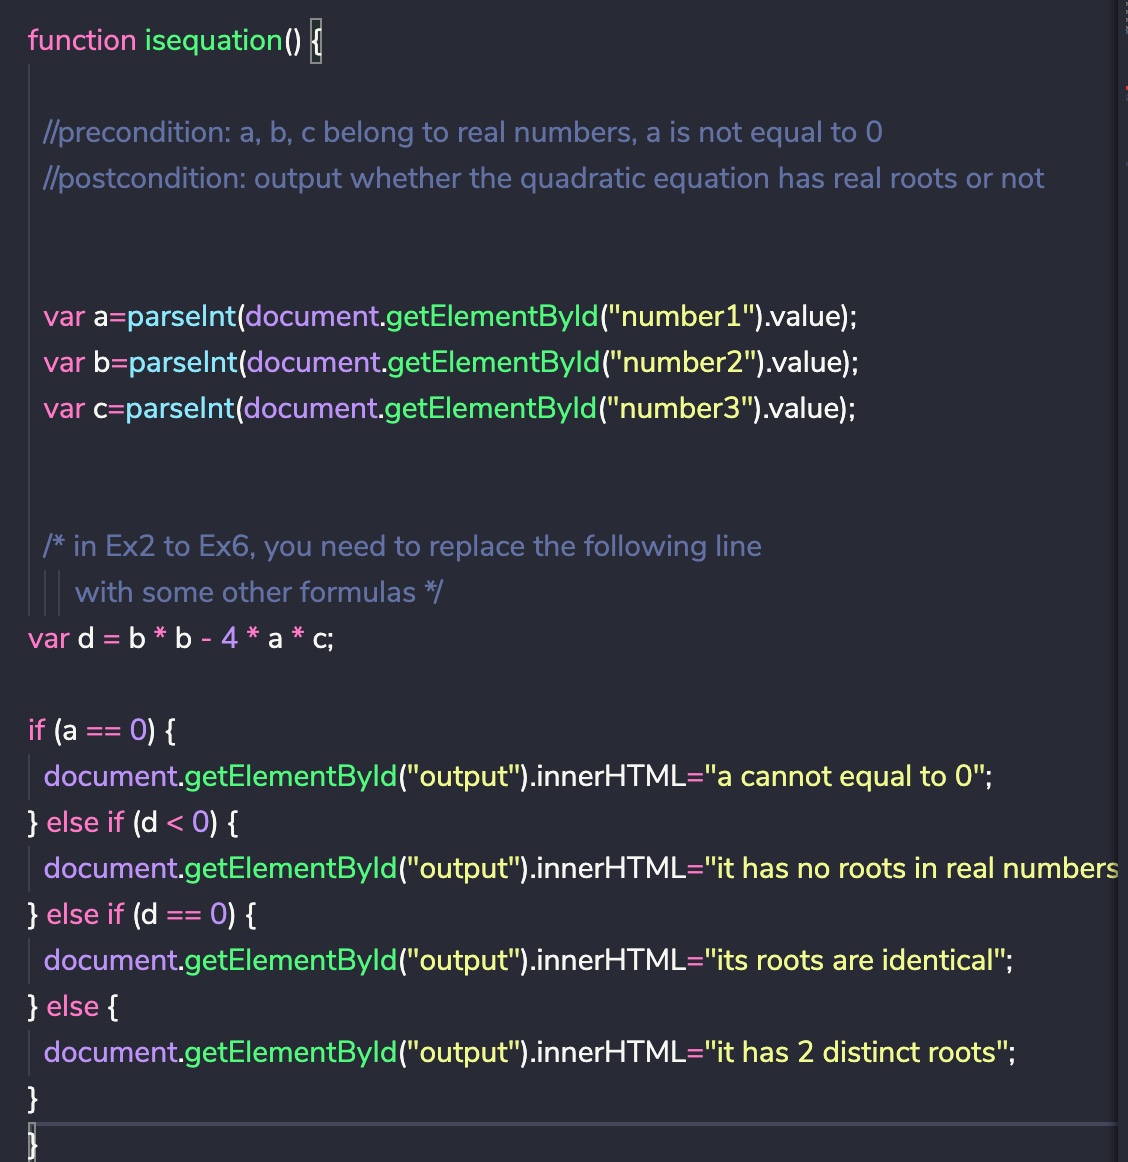 function isequation() {
//precondition: a, b, c belong to real numbers, a is not equal to 0
//postcondition: output whether the quadratic equation has real roots or not
var a=parseInt(document.getElementById("number1").value);
var b=parseInt(document.getElementById("number2").value);
var c=parseInt(document.getElementById("number3").value);
/* in Ex2 to Ex6, you need to replace the following line
with some other formulas */
var d = b * b - 4 * a * c;
if (a == 0) {
document.getElementById("output").innerHTML="a cannot equal to 0";
} else if (d < 0) {
document.getElementById("output").innerHTML="it has no roots in real numbers
} else if (d == 0) {
document.getElementById("output").innerHTML="its roots are identical";
} else {
document.getElementById("output").innerHTML="it has 2 distinct roots";
}
}